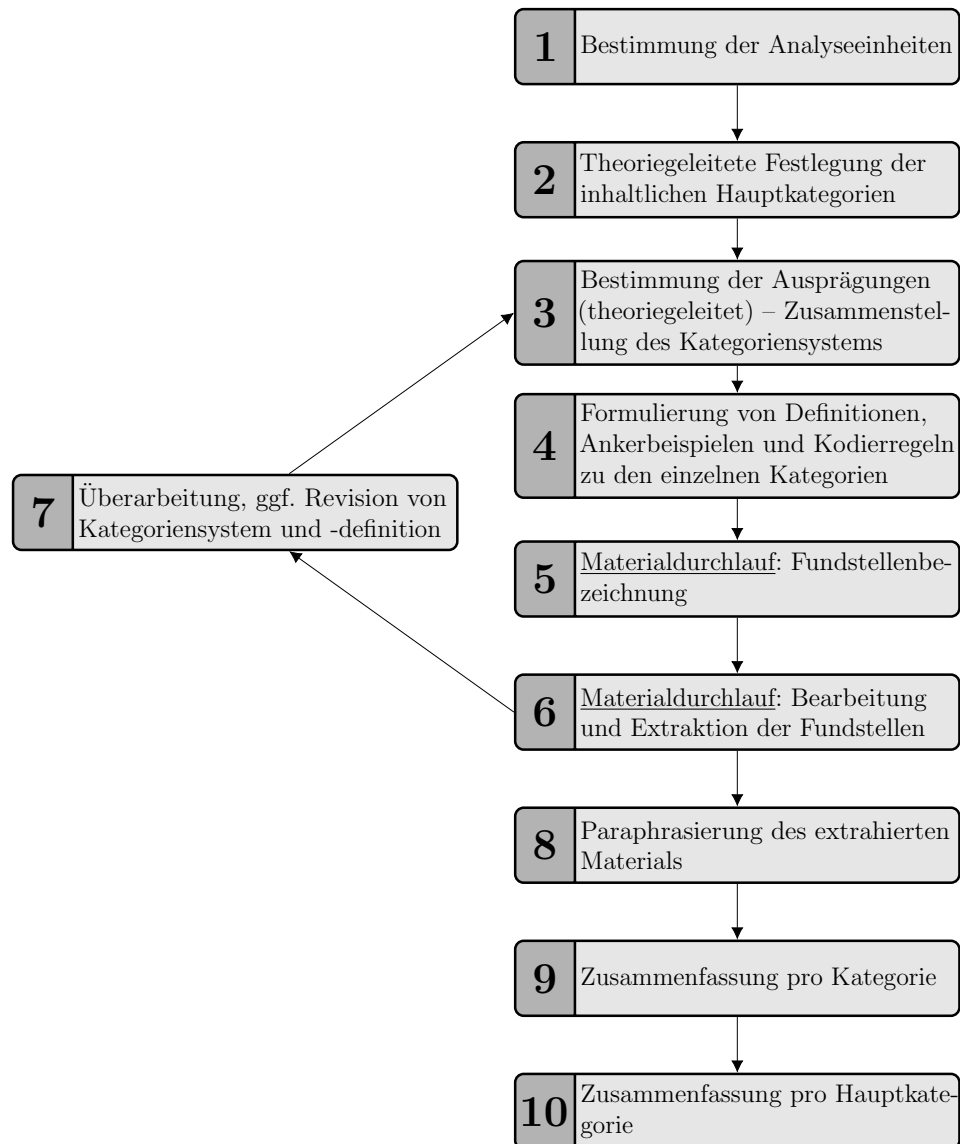 1
Bestimmung der Analyseeinheiten
2
Theoriegeleitete Festlegung der
inhaltlichen Hauptkategorien
3
Bestimmung der Ausprägungen
(theoriegeleitet) – Zusammenstel-
lung des Kategoriensystems
4
Formulierung von Definitionen,
Ankerbeispielen und Kodierregeln
zu den einzelnen Kategorien
7
Überarbeitung, ggf. Revision von
Kategoriensystem und -definition
5
Materialdurchlauf: Fundstellenbe-
zeichnung
6
Materialdurchlauf: Bearbeitung
und Extraktion der Fundstellen
8
Paraphrasierung des extrahierten
Materials
9
Zusammenfassung pro Kategorie
10
Zusammenfassung pro Hauptkate-
gorie